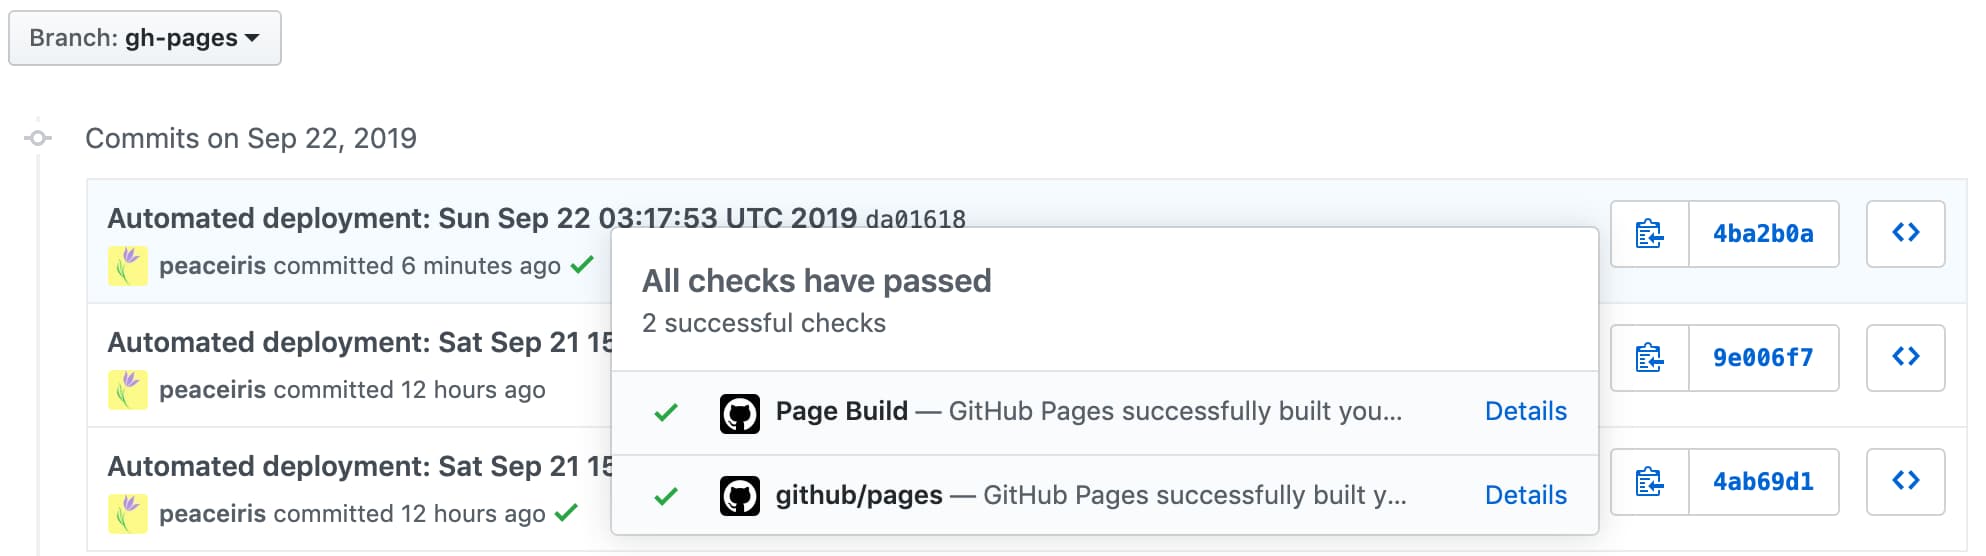 Branch: gh-pages
Commits on Sep 22, 2019
Automated deployment: Sun Sep 22 03:17:53 UTC 2019 da01618
peaceiris committed 6 minutes ago
4ba2b0a
All checks have passed
2 successful checks
Automated deployment: Sat Sep 21 15
peaceiris committed 12 hours ago
9e006f7
Page Build — GitHub Pages successfully built you... Details
Automated deployment: Sat Sep 21 15
peaceiris committed 12 hours ago
4ab69d1
github/pages — GitHub Pages successfully built y... Details